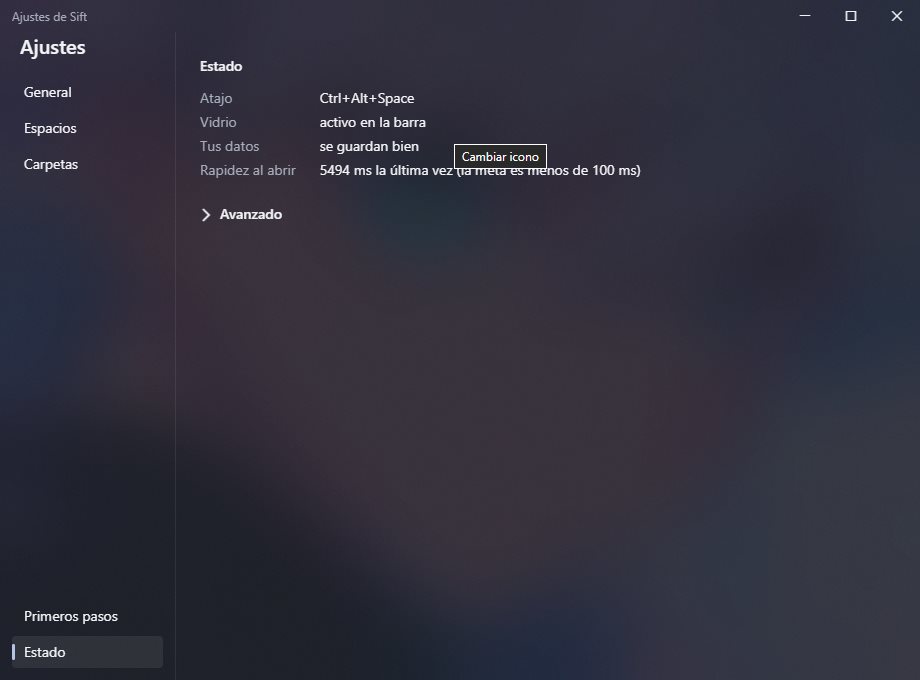 Ajustes de Sift
Ajustes
General
Espacios
Carpetas
Primeros pasos
Estado
Estado
Atajo Ctrl+Alt+Space
Vidrio activo en la barra
Tus datos se guardan bien
Cambiar icono
Rapidez al abrir 5494 ms la última vez (la meta es menos de 100 ms)
Avanzado